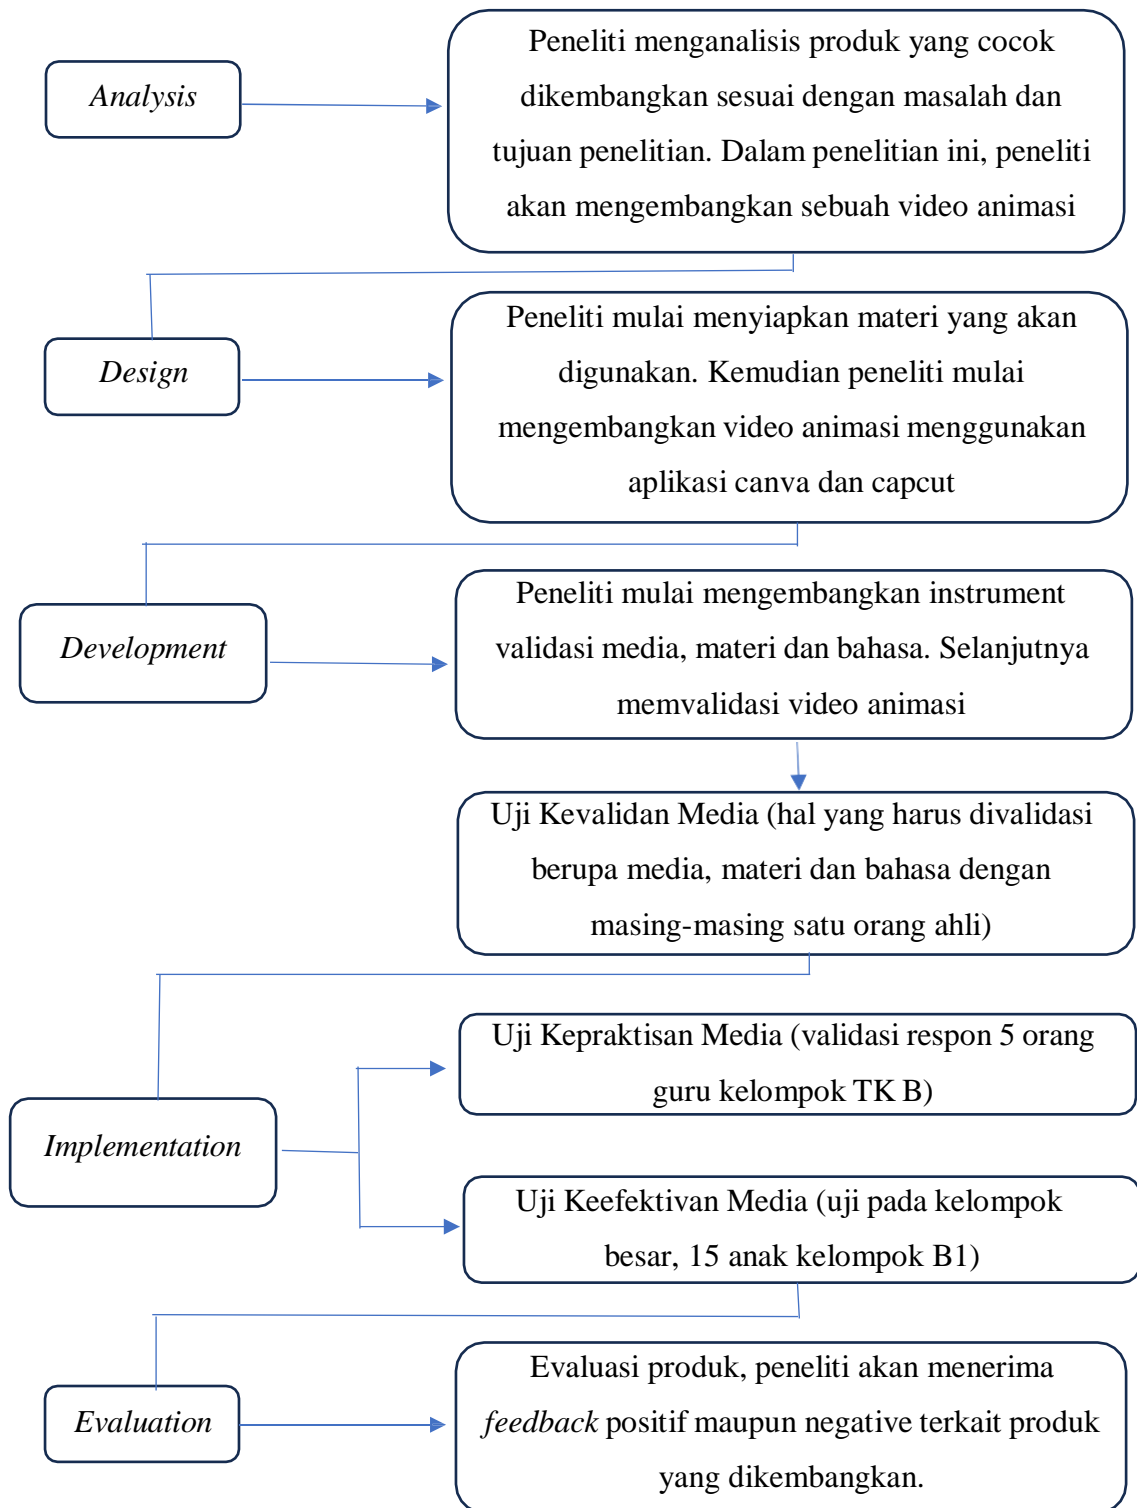 Analysis
Peneliti menganalisis produk yang cocok
dikembangkan sesuai dengan masalah dan
tujuan penelitian. Dalam penelitian ini, peneliti
akan mengembangkan sebuah video animasi
Design
Peneliti mulai menyiapkan materi yang akan
digunakan. Kemudian peneliti mulai
mengembangkan video animasi menggunakan
aplikasi canva dan capcut
Development
Peneliti mulai mengembangkan instrument
validasi media, materi dan bahasa. Selanjutnya
memvalidasi video animasi
Uji Kevalidan Media (hal yang harus divalidasi
berupa media, materi dan bahasa dengan
masing-masing satu orang ahli)
Implementation
Uji Kepraktisan Media (validasi respon 5 orang
guru kelompok TK B)
Uji Keefektivan Media (uji pada kelompok
besar, 15 anak kelompok B1)
Evaluation
Evaluasi produk, peneliti akan menerima
feedback positif maupun negative terkait produk
yang dikembangkan.